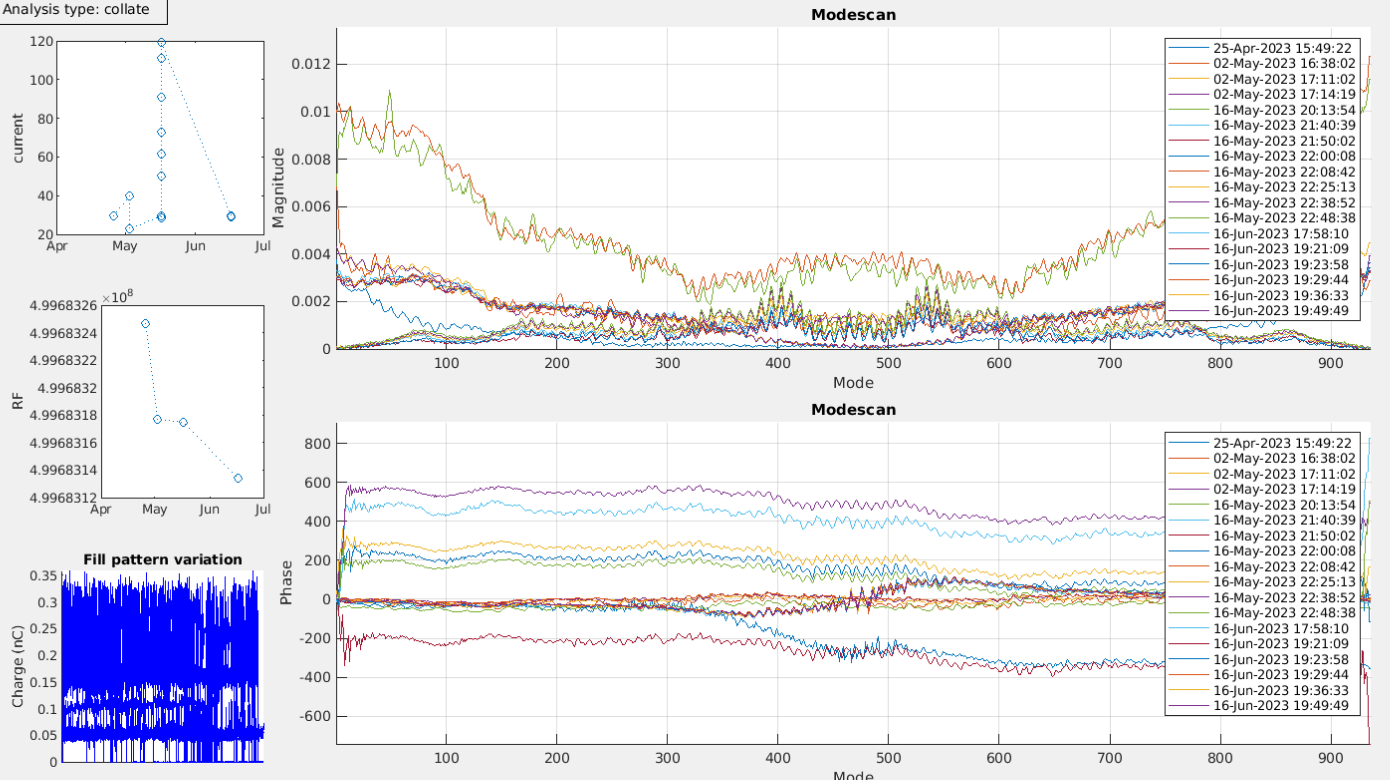 Analysis type: collate
120
100
80
60
40
20
current
Apr
May
Jun
Jul
×10^8
4.9968326
4.9968324
4.9968322
4.996832
4.9968318
4.9968316
4.9968314
4.9968312
RF
Apr
May
Jun
Jul
Fill pattern variation
0.35
0.3
0.25
0.2
0.15
0.1
0.05
0
Charge (nC)
Modescan
0.012
0.01
0.008
0.006
0.004
0.002
0
Magnitude
100 200 300 400 500 600 700 800 900
Mode
25-Apr-2023 15:49:22
02-May-2023 16:38:02
02-May-2023 17:11:02
02-May-2023 17:14:19
16-May-2023 20:13:54
16-May-2023 21:40:39
16-May-2023 21:50:02
16-May-2023 22:00:08
16-May-2023 22:08:42
16-May-2023 22:25:13
16-May-2023 22:38:52
16-May-2023 22:48:38
16-Jun-2023 17:58:10
16-Jun-2023 19:21:09
16-Jun-2023 19:23:58
16-Jun-2023 19:29:44
16-Jun-2023 19:36:33
16-Jun-2023 19:49:49
Modescan
800
600
400
200
0
-200
-400
-600
Phase
100 200 300 400 500 600 700 800 900
Mode
25-Apr-2023 15:49:22
02-May-2023 16:38:02
02-May-2023 17:11:02
02-May-2023 17:14:19
16-May-2023 20:13:54
16-May-2023 21:40:39
16-May-2023 21:50:02
16-May-2023 22:00:08
16-May-2023 22:08:42
16-May-2023 22:25:13
16-May-2023 22:38:52
16-May-2023 22:48:38
16-Jun-2023 17:58:10
16-Jun-2023 19:21:09
16-Jun-2023 19:23:58
16-Jun-2023 19:29:44
16-Jun-2023 19:36:33
16-Jun-2023 19:49:49